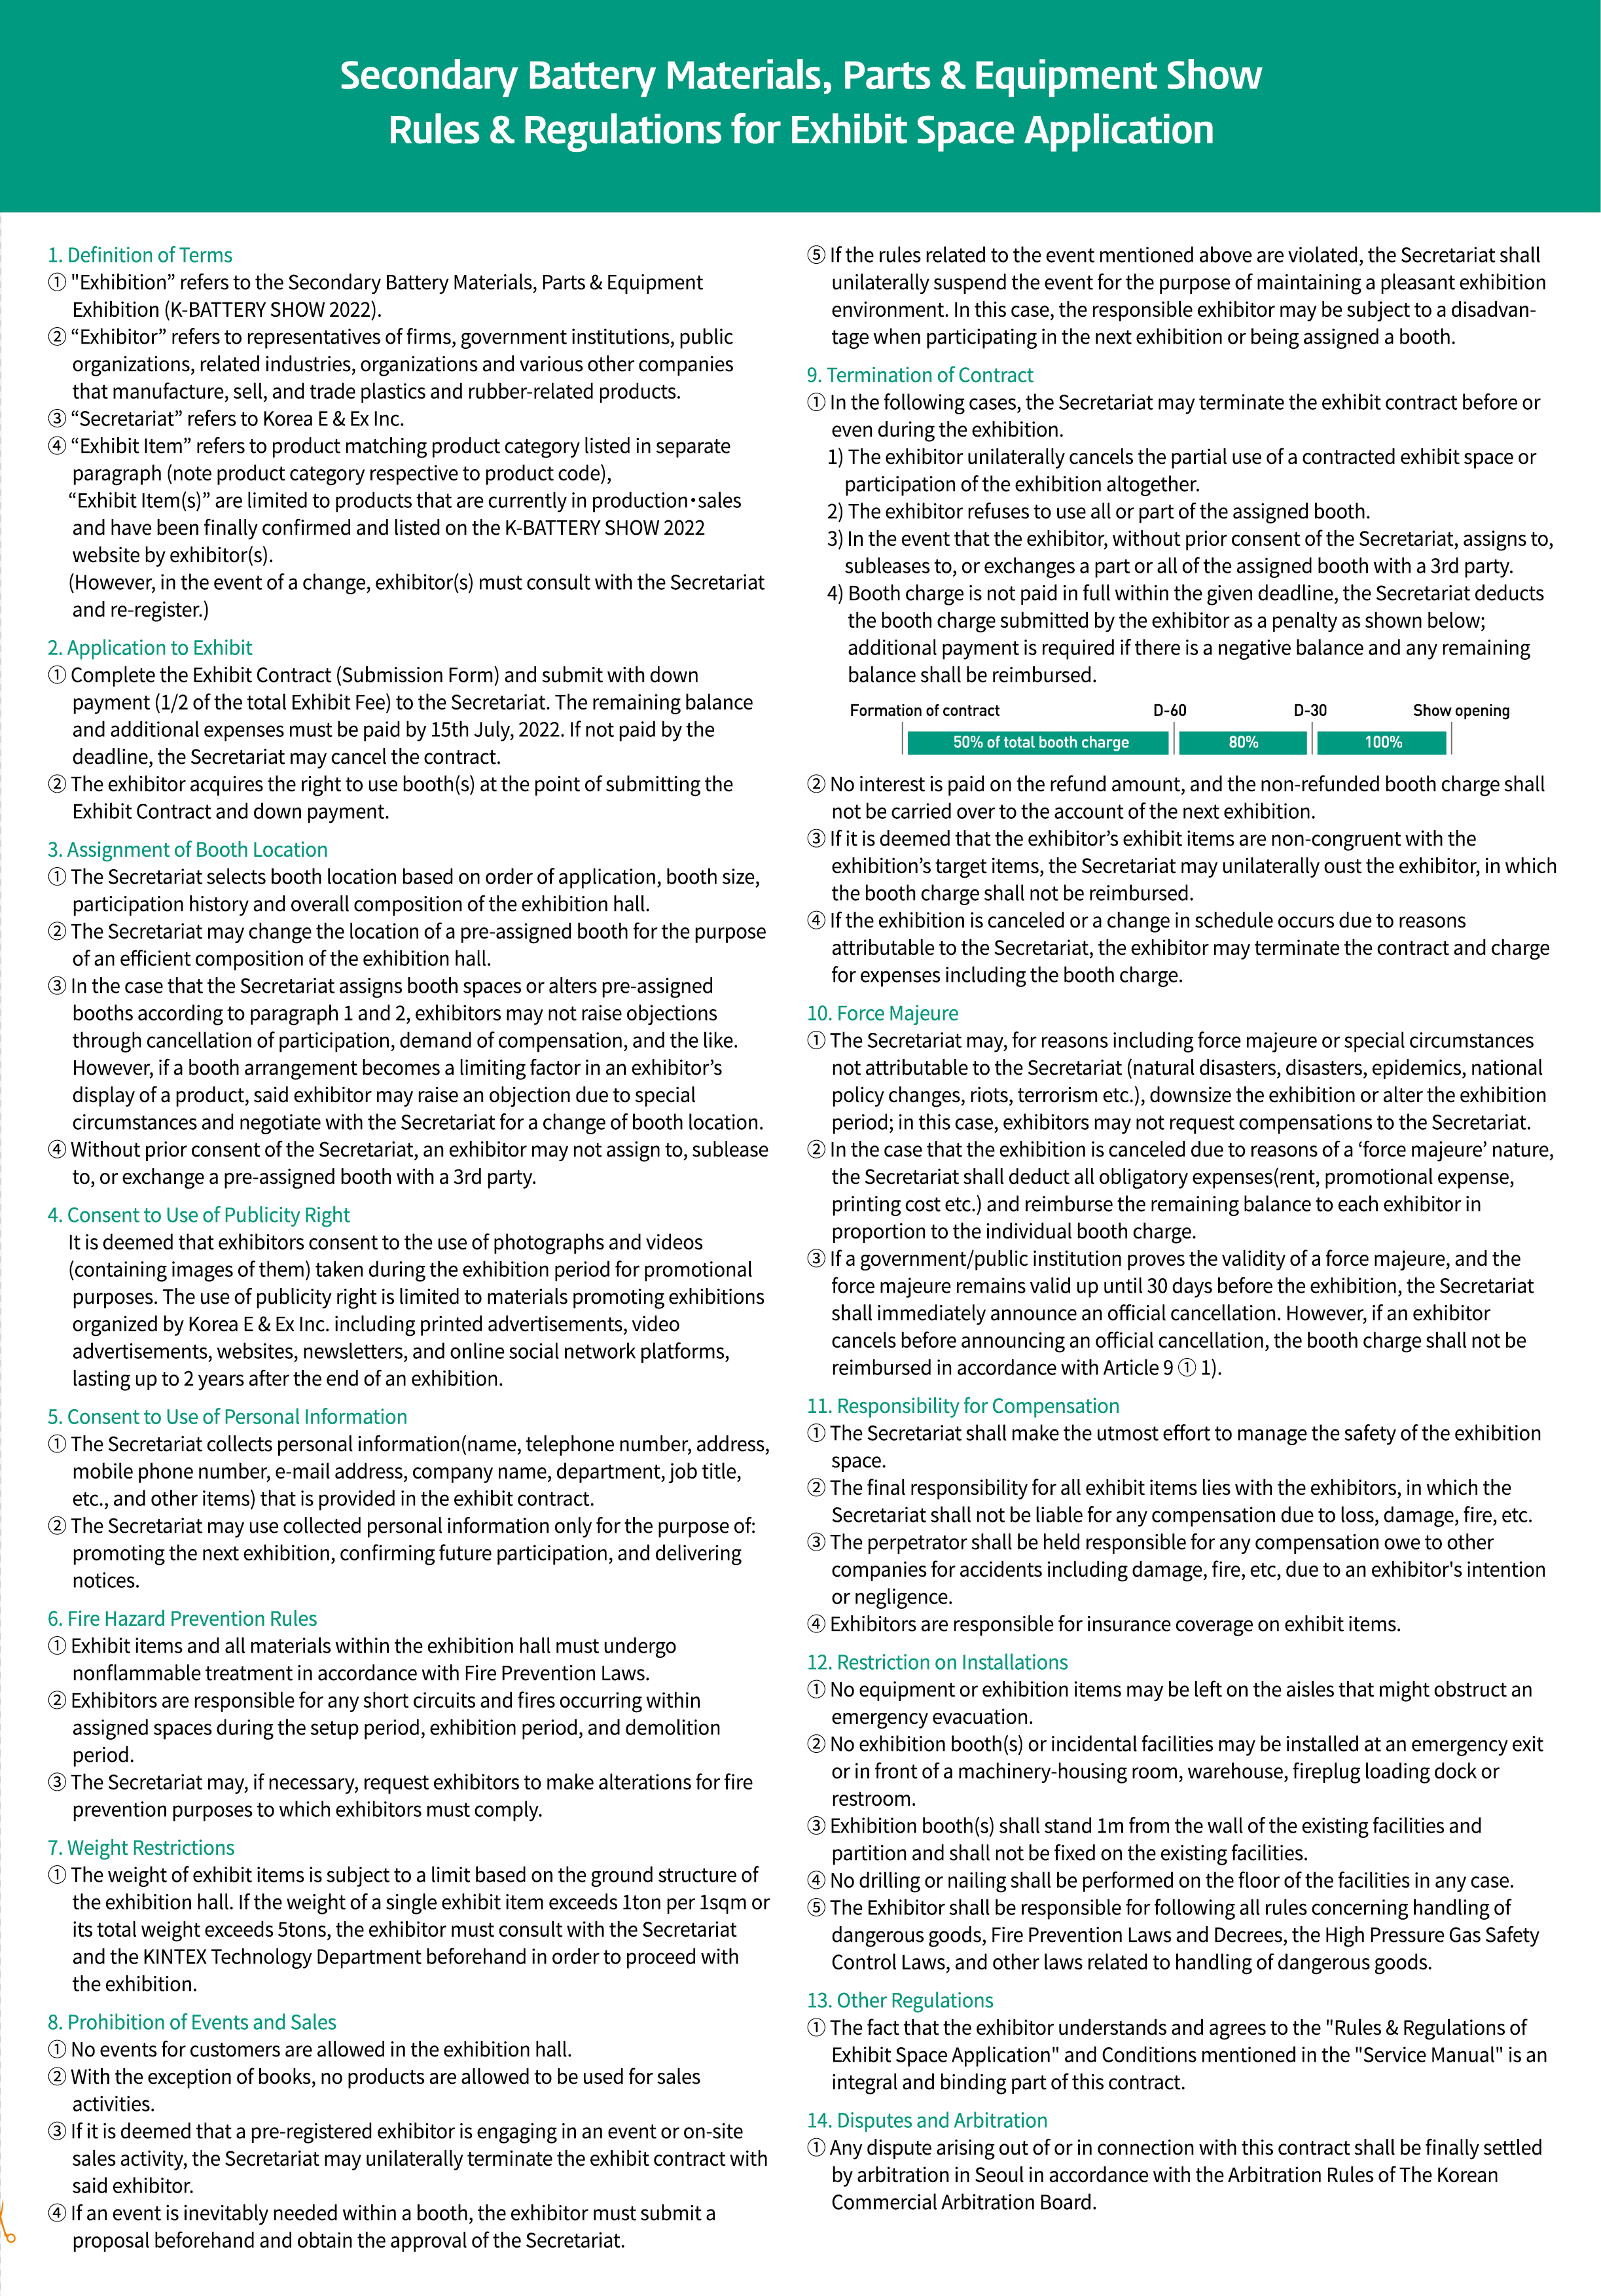 Secondary Battery Materials, Parts & Equipment Show
Rules & Regulations for Exhibit Space Application
1. Definition of Terms
① "Exhibition” refers to the Secondary Battery Materials, Parts & Equipment
Exhibition (K-BATTERY SHOW 2022).
② “Exhibitor” refers to representatives of firms, government institutions, public
organizations, related industries, organizations and various other companies
that manufacture, sell, and trade plastics and rubber-related products.
③ “Secretariat” refers to Korea E & Ex Inc.
④ “Exhibit Item” refers to product matching product category listed in separate
paragraph (note product category respective to product code),
“Exhibit Item(s)” are limited to products that are currently in production•sales
and have been finally confirmed and listed on the K-BATTERY SHOW 2022
website by exhibitor(s).
(However, in the event of a change, exhibitor(s) must consult with the Secretariat
and re-register.)
2. Application to Exhibit
① Complete the Exhibit Contract (Submission Form) and submit with down
payment (1/2 of the total Exhibit Fee) to the Secretariat. The remaining balance
and additional expenses must be paid by 15th July, 2022. If not paid by the
deadline, the Secretariat may cancel the contract.
② The exhibitor acquires the right to use booth(s) at the point of submitting the
Exhibit Contract and down payment.
3. Assignment of Booth Location
① The Secretariat selects booth location based on order of application, booth size,
participation history and overall composition of the exhibition hall.
② The Secretariat may change the location of a pre-assigned booth for the purpose
of an efficient composition of the exhibition hall.
③ In the case that the Secretariat assigns booth spaces or alters pre-assigned
booths according to paragraph 1 and 2, exhibitors may not raise objections
through cancellation of participation, demand of compensation, and the like.
However, if a booth arrangement becomes a limiting factor in an exhibitor’s
display of a product, said exhibitor may raise an objection due to special
circumstances and negotiate with the Secretariat for a change of booth location.
④ Without prior consent of the Secretariat, an exhibitor may not assign to, sublease
to, or exchange a pre-assigned booth with a 3rd party.
4. Consent to Use of Publicity Right
It is deemed that exhibitors consent to the use of photographs and videos
(containing images of them) taken during the exhibition period for promotional
purposes. The use of publicity right is limited to materials promoting exhibitions
organized by Korea E & Ex Inc. including printed advertisements, video
advertisements, websites, newsletters, and online social network platforms,
lasting up to 2 years after the end of an exhibition.
5. Consent to Use of Personal Information
① The Secretariat collects personal information(name, telephone number, address,
mobile phone number, e-mail address, company name, department, job title,
etc., and other items) that is provided in the exhibit contract.
② The Secretariat may use collected personal information only for the purpose of:
promoting the next exhibition, confirming future participation, and delivering
notices.
6. Fire Hazard Prevention Rules
① Exhibit items and all materials within the exhibition hall must undergo
nonflammable treatment in accordance with Fire Prevention Laws.
② Exhibitors are responsible for any short circuits and fires occurring within
assigned spaces during the setup period, exhibition period, and demolition
period.
③ The Secretariat may, if necessary, request exhibitors to make alterations for fire
prevention purposes to which exhibitors must comply.
7. Weight Restrictions
① The weight of exhibit items is subject to a limit based on the ground structure of
the exhibition hall. If the weight of a single exhibit item exceeds 1ton per 1sqm or
its total weight exceeds 5tons, the exhibitor must consult with the Secretariat
and the KINTEX Technology Department beforehand in order to proceed with
the exhibition.
8. Prohibition of Events and Sales
① No events for customers are allowed in the exhibition hall.
② With the exception of books, no products are allowed to be used for sales
activities.
③ If it is deemed that a pre-registered exhibitor is engaging in an event or on-site
sales activity, the Secretariat may unilaterally terminate the exhibit contract with
said exhibitor.
④ If an event is inevitably needed within a booth, the exhibitor must submit a
proposal beforehand and obtain the approval of the Secretariat.
⑤ If the rules related to the event mentioned above are violated, the Secretariat shall
unilaterally suspend the event for the purpose of maintaining a pleasant exhibition
environment. In this case, the responsible exhibitor may be subject to a disadvan-
tage when participating in the next exhibition or being assigned a booth.
9. Termination of Contract
① In the following cases, the Secretariat may terminate the exhibit contract before or
even during the exhibition.
1) The exhibitor unilaterally cancels the partial use of a contracted exhibit space or
participation of the exhibition altogether.
2) The exhibitor refuses to use all or part of the assigned booth.
3) In the event that the exhibitor, without prior consent of the Secretariat, assigns to,
subleases to, or exchanges a part or all of the assigned booth with a 3rd party.
4) Booth charge is not paid in full within the given deadline, the Secretariat deducts
the booth charge submitted by the exhibitor as a penalty as shown below;
additional payment is required if there is a negative balance and any remaining
balance shall be reimbursed.
Formation of contract D-60 D-30 Show opening
50% of total booth charge 80% 100%
② No interest is paid on the refund amount, and the non-refunded booth charge shall
not be carried over to the account of the next exhibition.
③ If it is deemed that the exhibitor’s exhibit items are non-congruent with the
exhibition’s target items, the Secretariat may unilaterally oust the exhibitor, in which
the booth charge shall not be reimbursed.
④ If the exhibition is canceled or a change in schedule occurs due to reasons
attributable to the Secretariat, the exhibitor may terminate the contract and charge
for expenses including the booth charge.
10. Force Majeure
① The Secretariat may, for reasons including force majeure or special circumstances
not attributable to the Secretariat (natural disasters, disasters, epidemics, national
policy changes, riots, terrorism etc.), downsize the exhibition or alter the exhibition
period; in this case, exhibitors may not request compensations to the Secretariat.
② In the case that the exhibition is canceled due to reasons of a ‘force majeure’ nature,
the Secretariat shall deduct all obligatory expenses(rent, promotional expense,
printing cost etc.) and reimburse the remaining balance to each exhibitor in
proportion to the individual booth charge.
③ If a government/public institution proves the validity of a force majeure, and the
force majeure remains valid up until 30 days before the exhibition, the Secretariat
shall immediately announce an official cancellation. However, if an exhibitor
cancels before announcing an official cancellation, the booth charge shall not be
reimbursed in accordance with Article 9 ① 1).
11. Responsibility for Compensation
① The Secretariat shall make the utmost effort to manage the safety of the exhibition
space.
② The final responsibility for all exhibit items lies with the exhibitors, in which the
Secretariat shall not be liable for any compensation due to loss, damage, fire, etc.
③ The perpetrator shall be held responsible for any compensation owe to other
companies for accidents including damage, fire, etc, due to an exhibitor's intention
or negligence.
④ Exhibitors are responsible for insurance coverage on exhibit items.
12. Restriction on Installations
① No equipment or exhibition items may be left on the aisles that might obstruct an
emergency evacuation.
② No exhibition booth(s) or incidental facilities may be installed at an emergency exit
or in front of a machinery-housing room, warehouse, fireplug loading dock or
restroom.
③ Exhibition booth(s) shall stand 1m from the wall of the existing facilities and
partition and shall not be fixed on the existing facilities.
④ No drilling or nailing shall be performed on the floor of the facilities in any case.
⑤ The Exhibitor shall be responsible for following all rules concerning handling of
dangerous goods, Fire Prevention Laws and Decrees, the High Pressure Gas Safety
Control Laws, and other laws related to handling of dangerous goods.
13. Other Regulations
① The fact that the exhibitor understands and agrees to the "Rules & Regulations of
Exhibit Space Application" and Conditions mentioned in the "Service Manual" is an
integral and binding part of this contract.
14. Disputes and Arbitration
① Any dispute arising out of or in connection with this contract shall be finally settled
by arbitration in Seoul in accordance with the Arbitration Rules of The Korean
Commercial Arbitration Board.